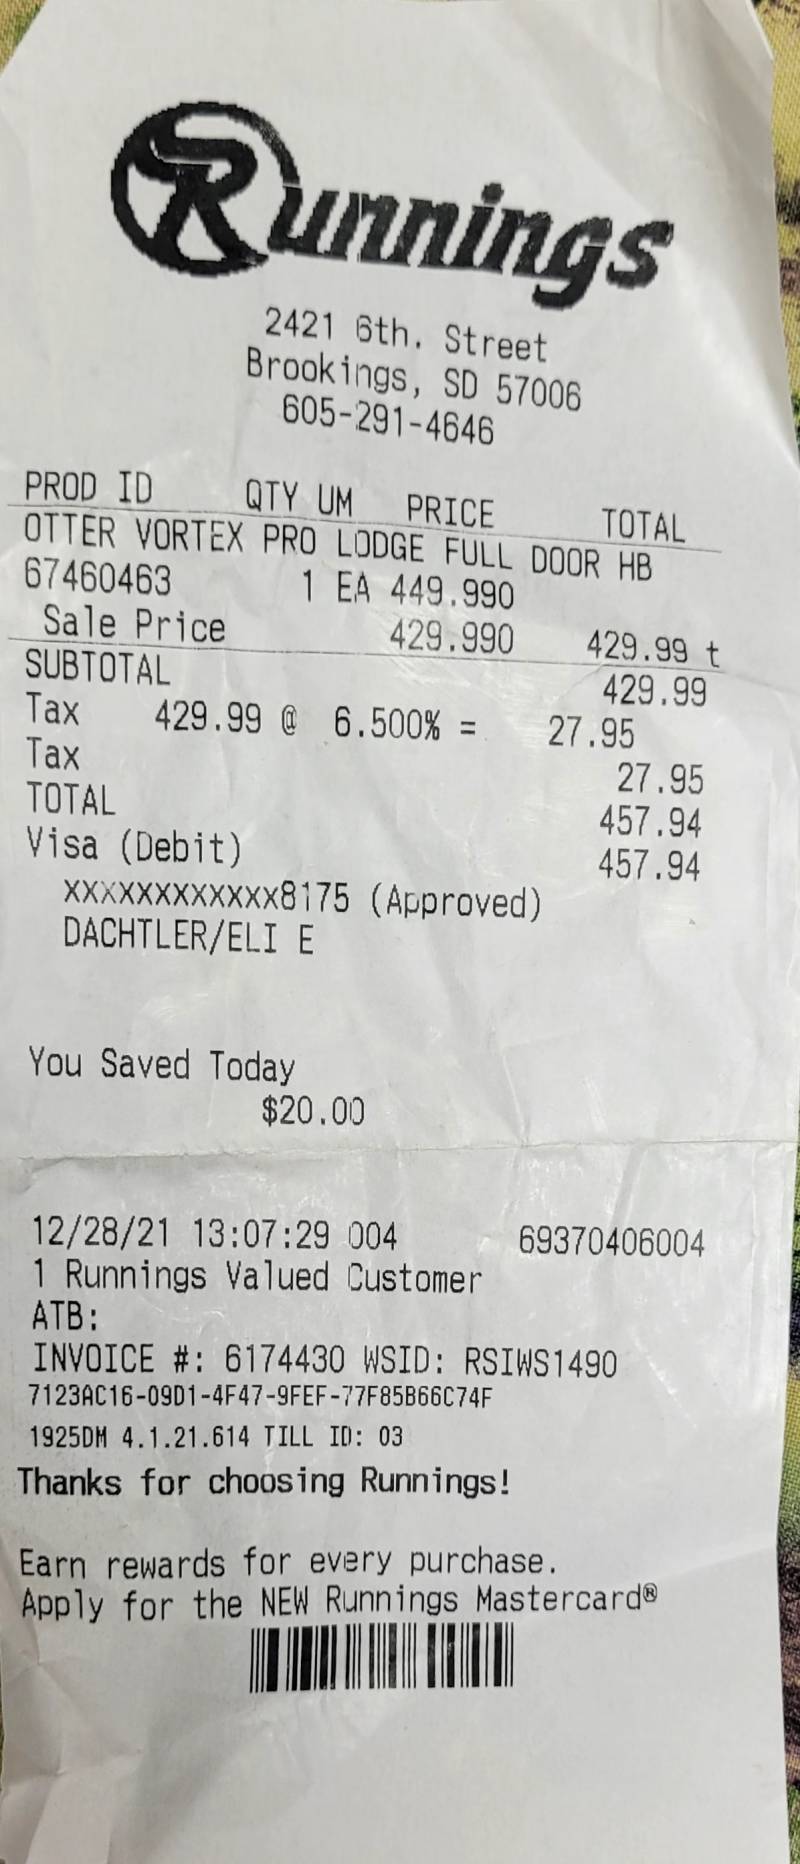 Runnings
2421 6th. Street
Brookings, SD 57006
605-291-4646
PROD ID QTY UM PRICE TOTAL
OTTER VORTEX PRO LODGE FULL DOOR HB
67460463 1 EA 449.990
Sale Price 429.990 429.99 t
SUBTOTAL 429.99
Tax 429.99 @ 6.500% = 27.95
Tax 27.95
TOTAL 457.94
Visa (Debit) 457.94
XXXXXXXXXXXX8175 (Approved)
DACHTLER/ELI E
You Saved Today
$20.00
12/28/21 13:07:29 004 69370406004
1 Runnings Valued Customer
ATB:
INVOICE #: 6174430 WSID: RSIWS1490
7123AC16-09D1-4F47-9FEF-77F85B66C74F
1925DM 4.1.21.614 TILL ID: 03
Thanks for choosing Runnings!
Earn rewards for every purchase.
Apply for the NEW Runnings Mastercard®